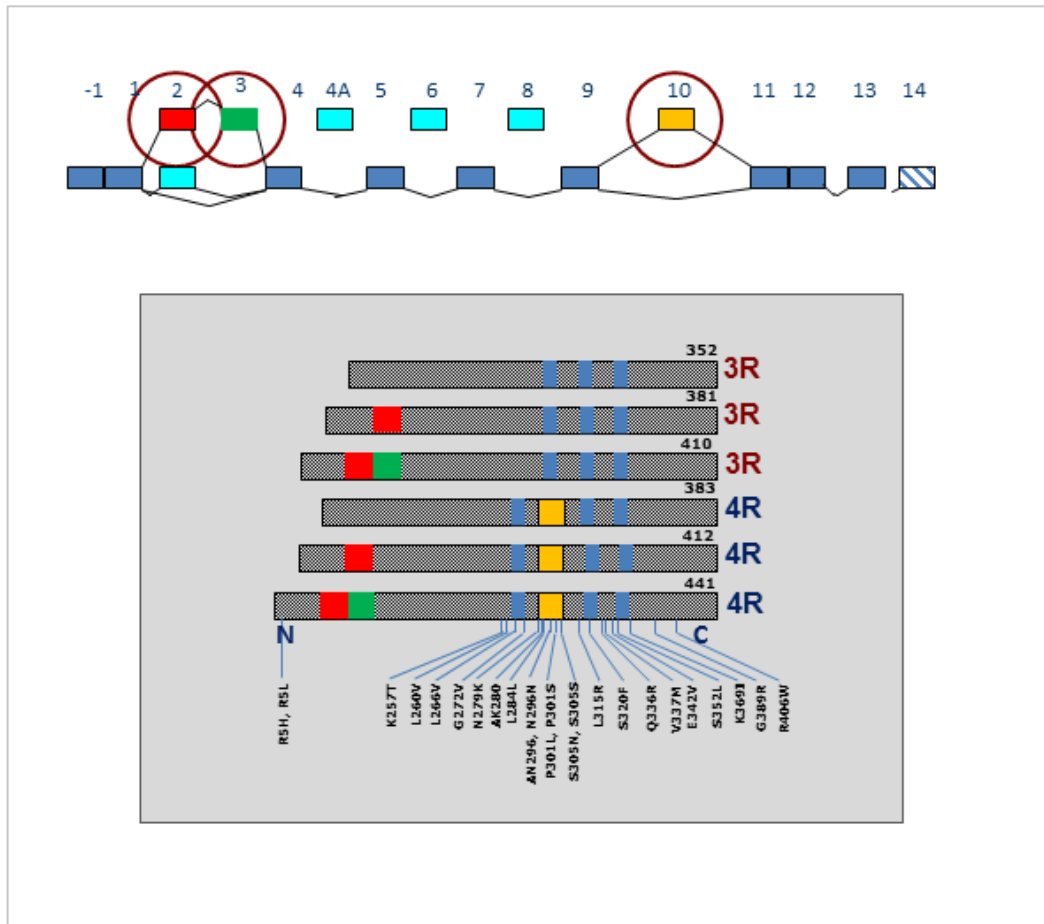 -1 1 2 3 4 4A 5 6 7 8 9 10 11 12 13 14
352
3R
381
3R
410
3R
383
4R
412
4R
441
4R
N C
R5H, R5L
K257T
L260V
L266V
G272V
N279K
ΔK280
L284L
ΔN296, N296N
P301L, P301S
S305N, S305S
L315R
S320F
Q336R
V337M
E342V
S352L
K369I
G389R
R406W